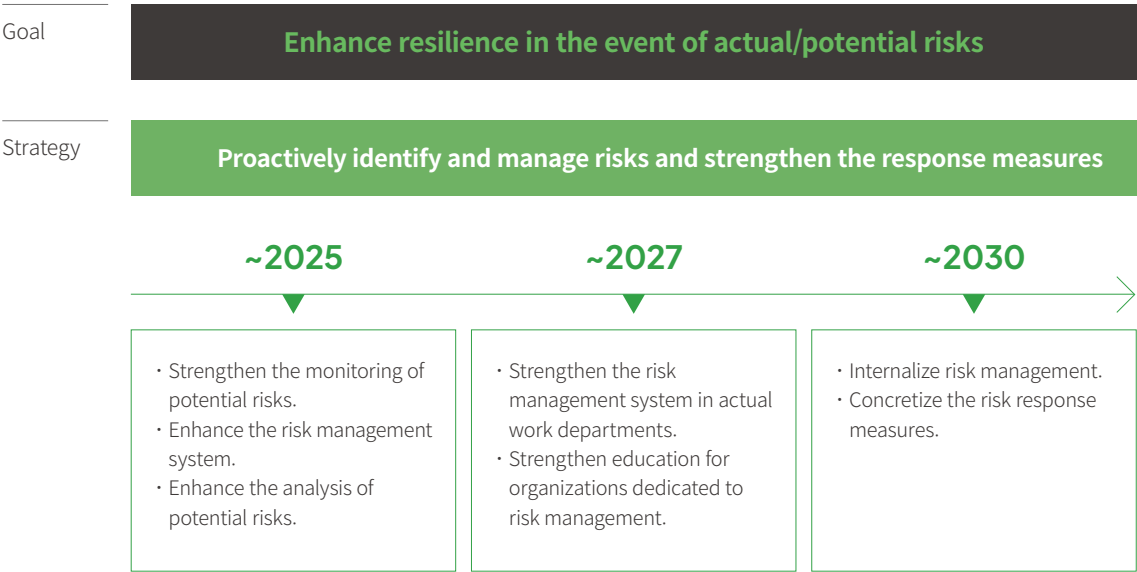 Goal
Enhance resilience in the event of actual/potential risks
Strategy
Proactively identify and manage risks and strengthen the response measures
~2025
~2027
~2030
· Strengthen the monitoring of
potential risks.
· Enhance the risk management
system.
· Enhance the analysis of
potential risks.
· Strengthen the risk
management system in actual
work departments.
· Strengthen education for
organizations dedicated to
risk management.
· Internalize risk management.
· Concretize the risk response
measures.